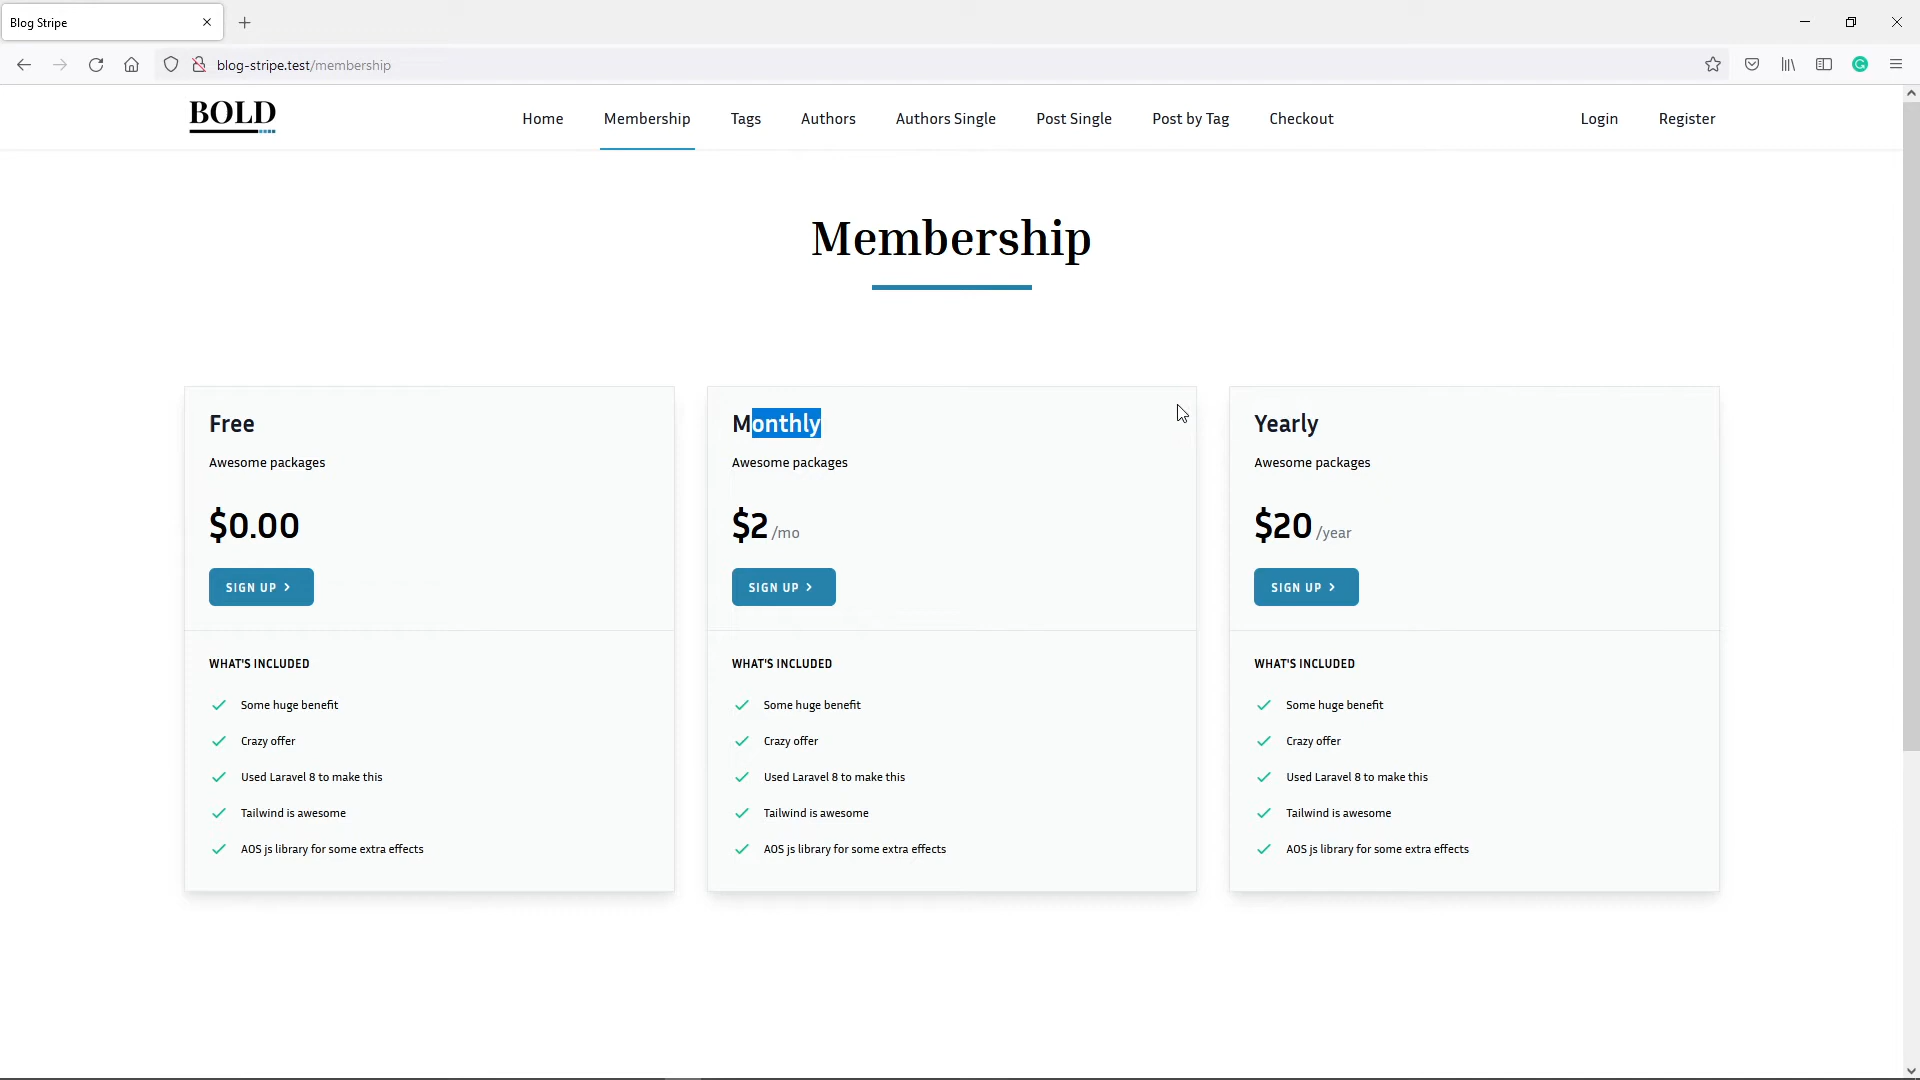 Blog Stripe
blog-stripe.test/membership
BOLD
Home Membership Tags Authors Authors Single Post Single Post by Tag Checkout Login Register
Membership
Free
Awesome packages
$0.00
SIGN UP
WHAT'S INCLUDED
Some huge benefit
Crazy offer
Used Laravel 8 to make this
Tailwind is awesome
AOS js library for some extra effects
Monthly
Awesome packages
$2 /mo
SIGN UP
WHAT'S INCLUDED
Some huge benefit
Crazy offer
Used Laravel 8 to make this
Tailwind is awesome
AOS js library for some extra effects
Yearly
Awesome packages
$20 /year
SIGN UP
WHAT'S INCLUDED
Some huge benefit
Crazy offer
Used Laravel 8 to make this
Tailwind is awesome
AOS js library for some extra effects